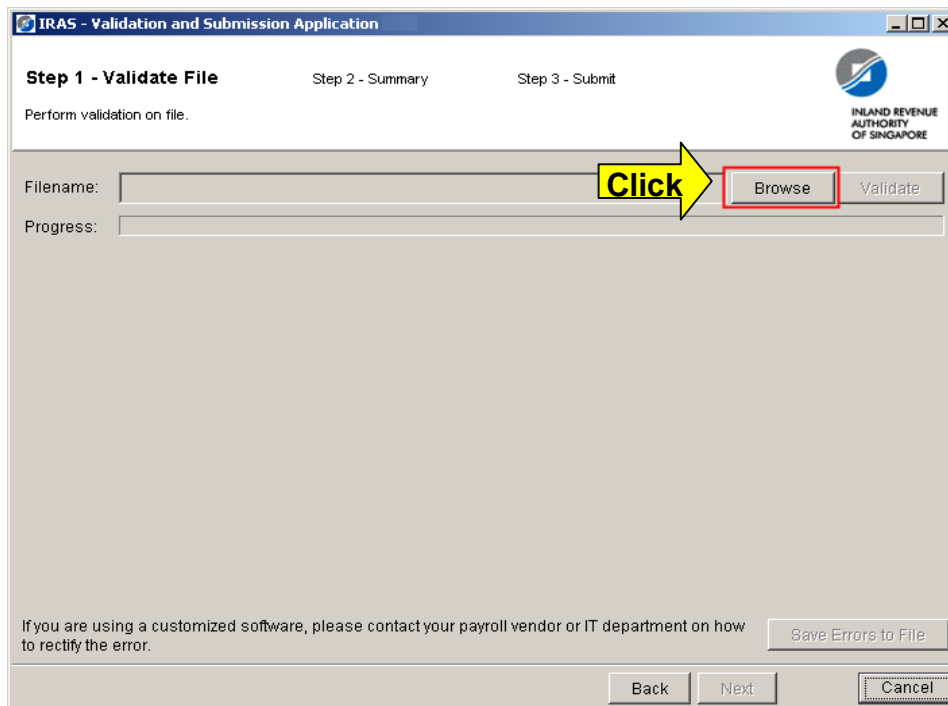 IRAS - Validation and Submission Application
Step 1 - Validate File
Step 2 - Summary
Step 3 - Submit
Perform validation on file.
INLAND REVENUE
AUTHORITY
OF SINGAPORE
Filename:
Click
Browse
Validate
Progress:
If you are using a customized software, please contact your payroll vendor or IT department on how
to rectify the error.
Save Errors to File
Back
Next
Cancel